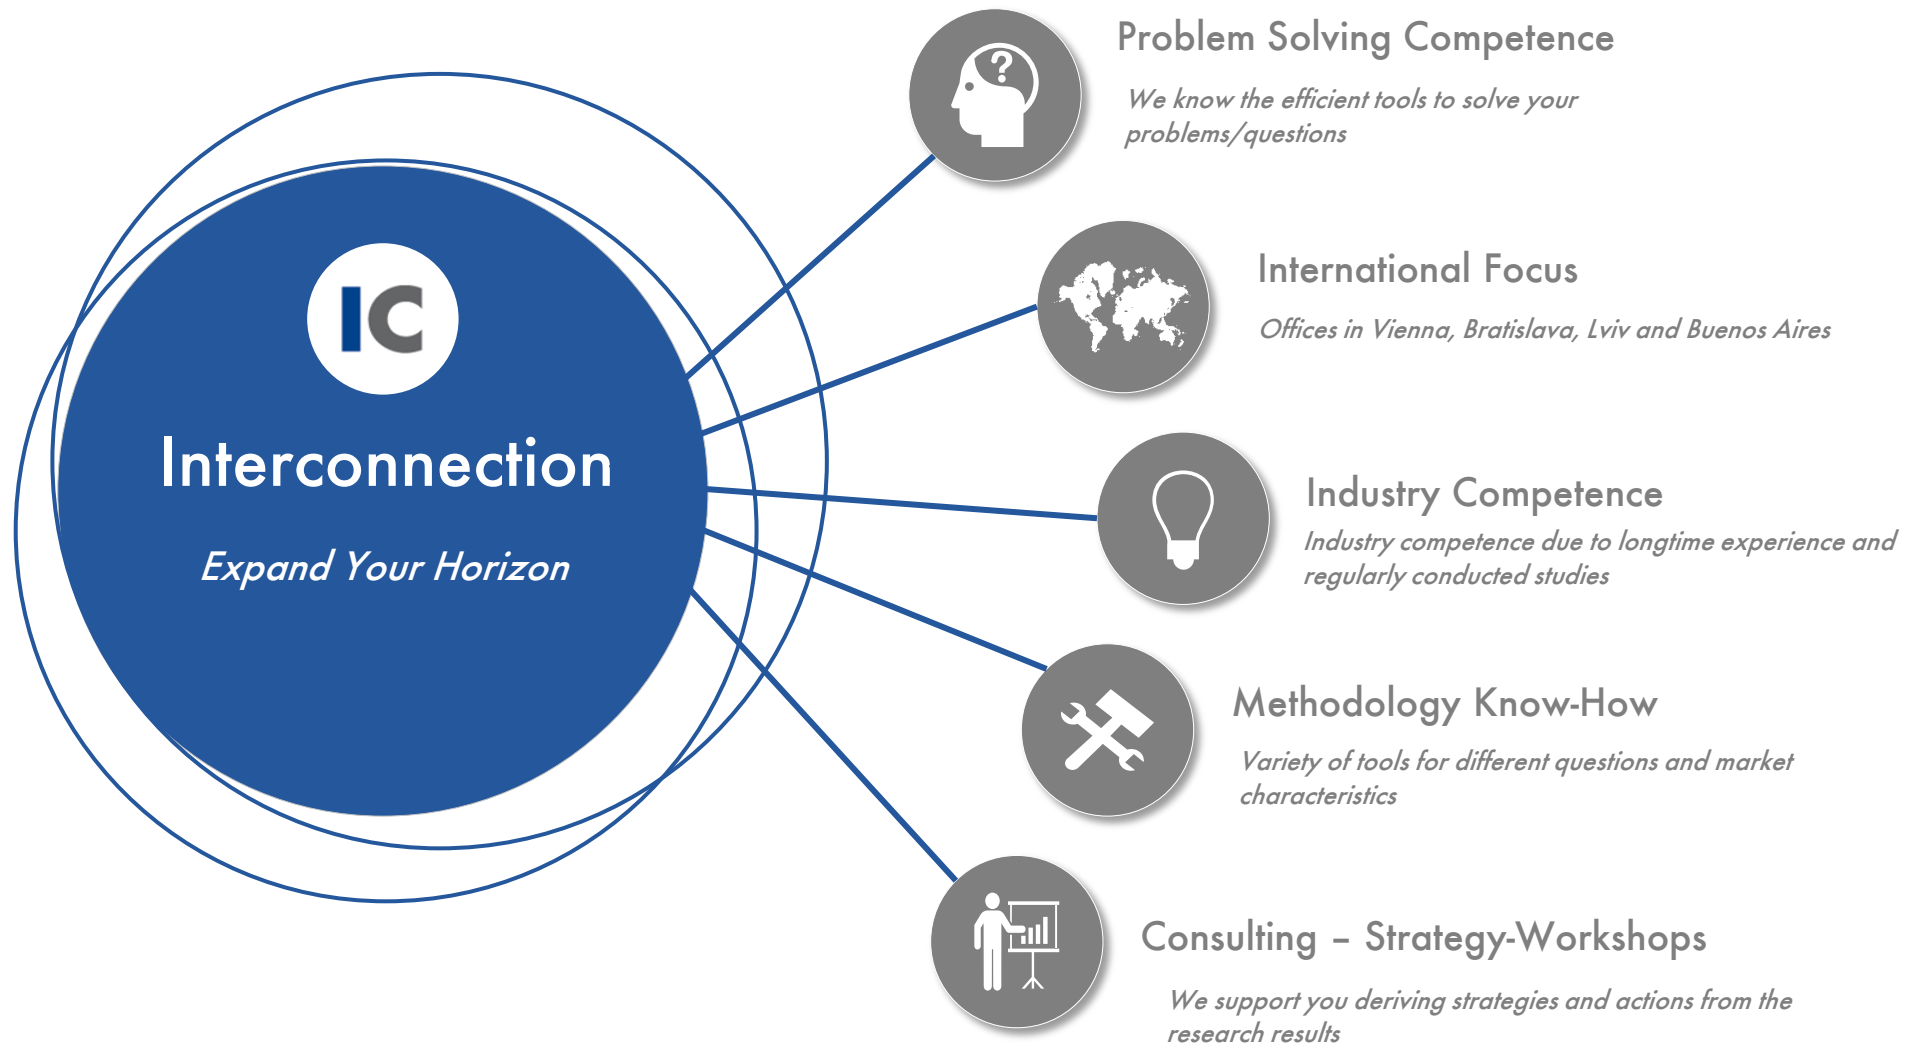 IC
Interconnection
Expand Your Horizon
Problem Solving Competence
We know the efficient tools to solve your
problems/questions
International Focus
Offices in Vienna, Bratislava, Lviv and Buenos Aires
Industry Competence
Industry competence due to longtime experience and
regularly conducted studies
Methodology Know-How
Variety of tools for different questions and market
characteristics
Consulting – Strategy-Workshops
We support you deriving strategies and actions from the
research results